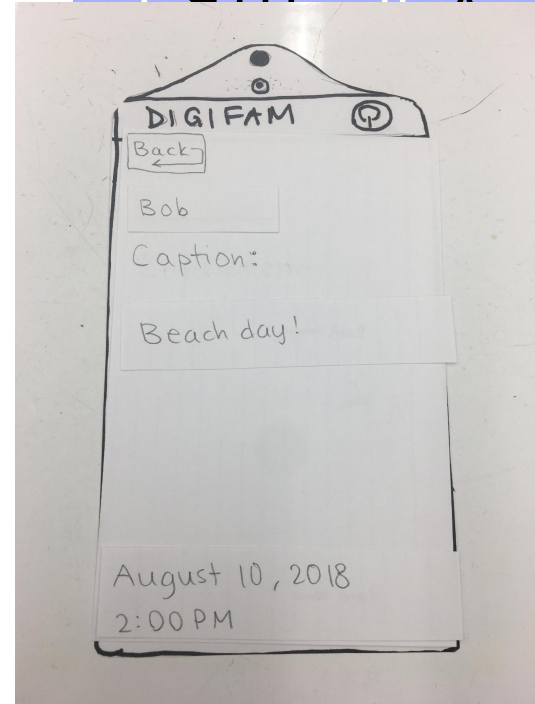 DIGIFAM
Back
Bob
Caption:
Beach day!
August 10, 2018
2:00 PM